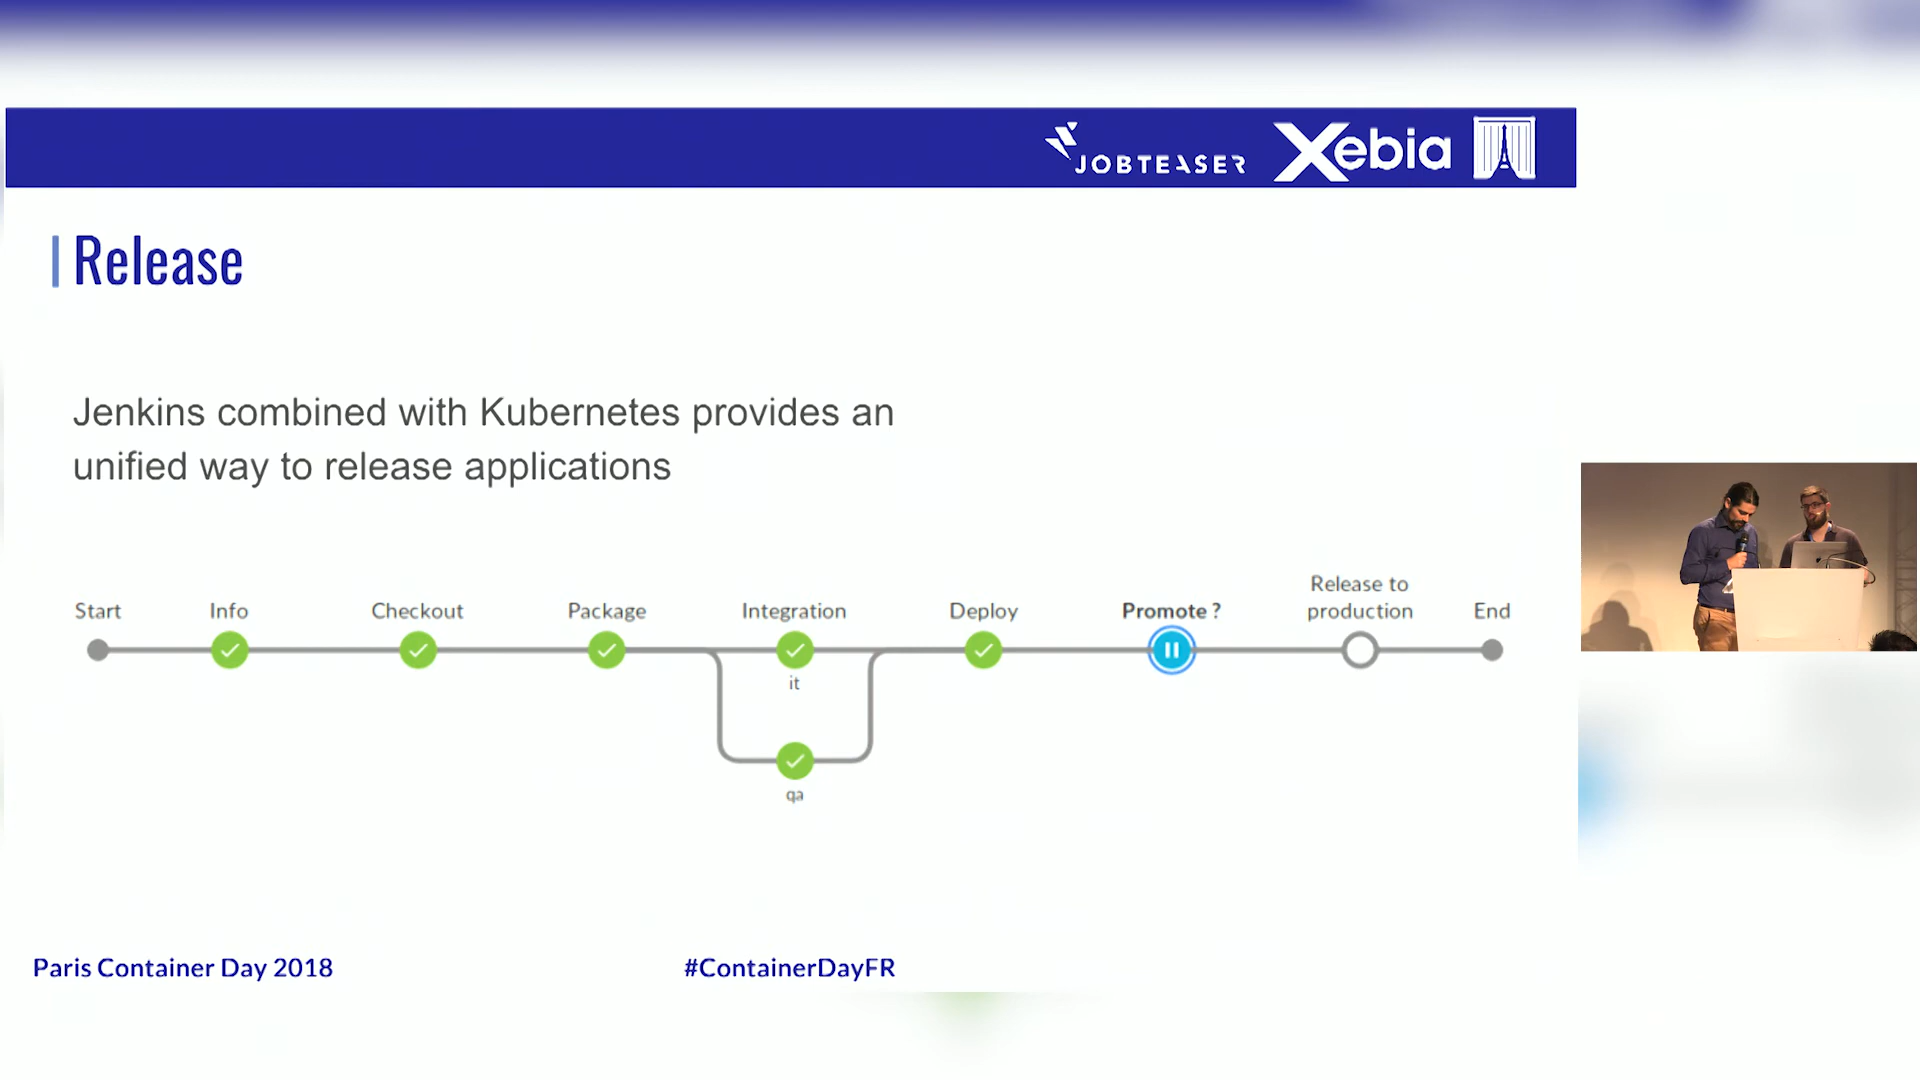 JOBTEASER
Xebia
Release
Jenkins combined with Kubernetes provides an
unified way to release applications
Start
Info
Checkout
Package
Integration
Deploy
Promote ?
Release to
production
End
it
qa
Paris Container Day 2018
#ContainerDayFR